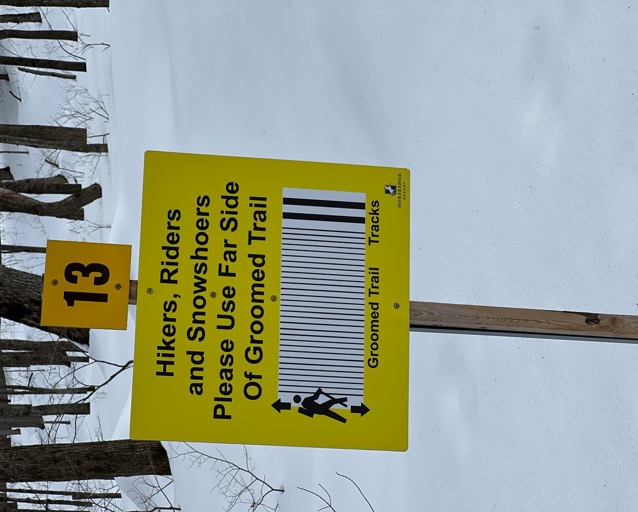 13
Hikers, Riders
and Snowshoers
Please Use Far Side
Of Groomed Trail
Groomed Trail Tracks